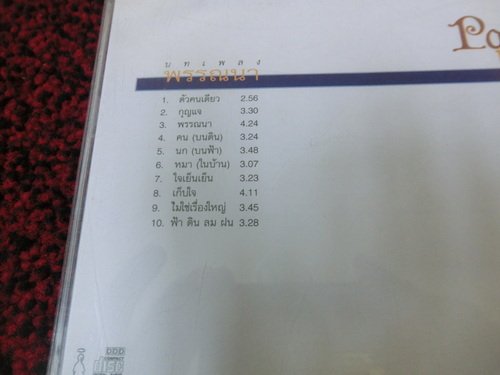 Pa
บทเพลง
พรรณนา
1. ตัวคนเดียว 2.56
2. กุญแจ 3.30
3. พรรณนา 4.24
4. คน (บนดิน) 3.24
5. นก (บนฟ้า) 3.48
6. หมา (ในบ้าน) 3.07
7. ใจเย็นเย็น 3.23
8. เก็บใจ 4.11
9. ไม่ใช่เรื่องใหญ่ 3.45
10. ฟ้า ดิน ลม ฝน 3.28
DDD
COMPACT
disc